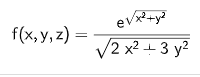 f(x,y,z) = e^√(x²+y²) / √(2 x² + 3 y²)